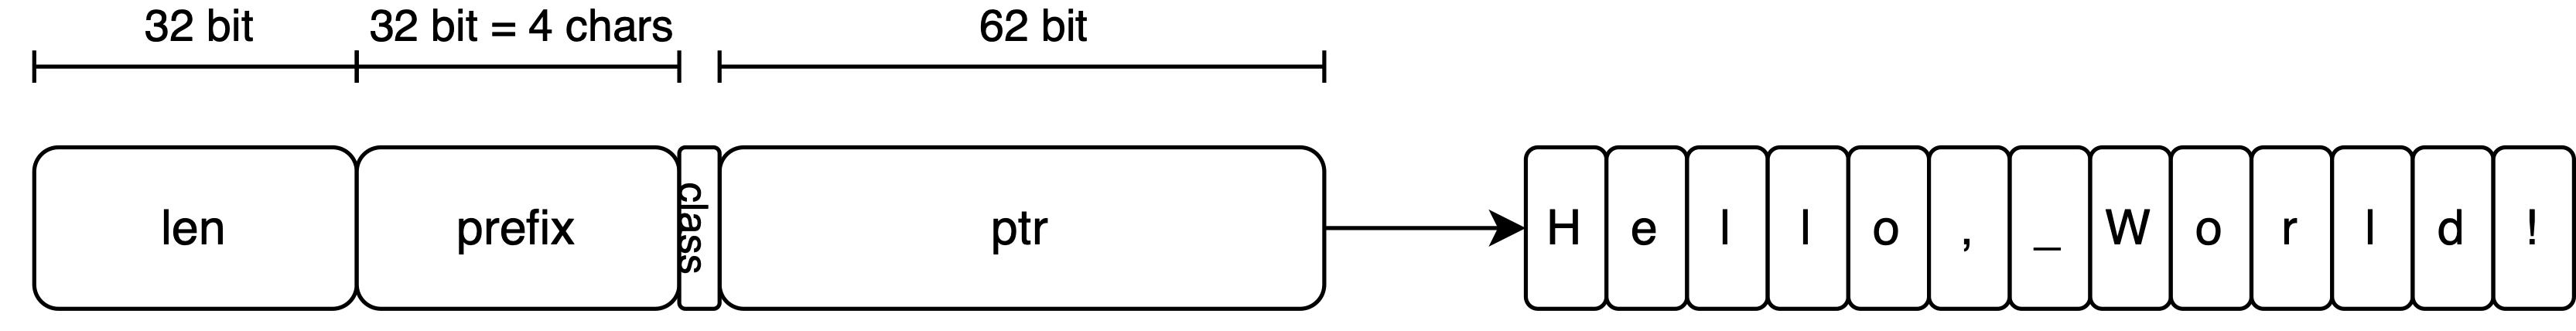 32 bit 32 bit = 4 chars 62 bit
len prefix class ptr H e l l o , _ W o r l d !